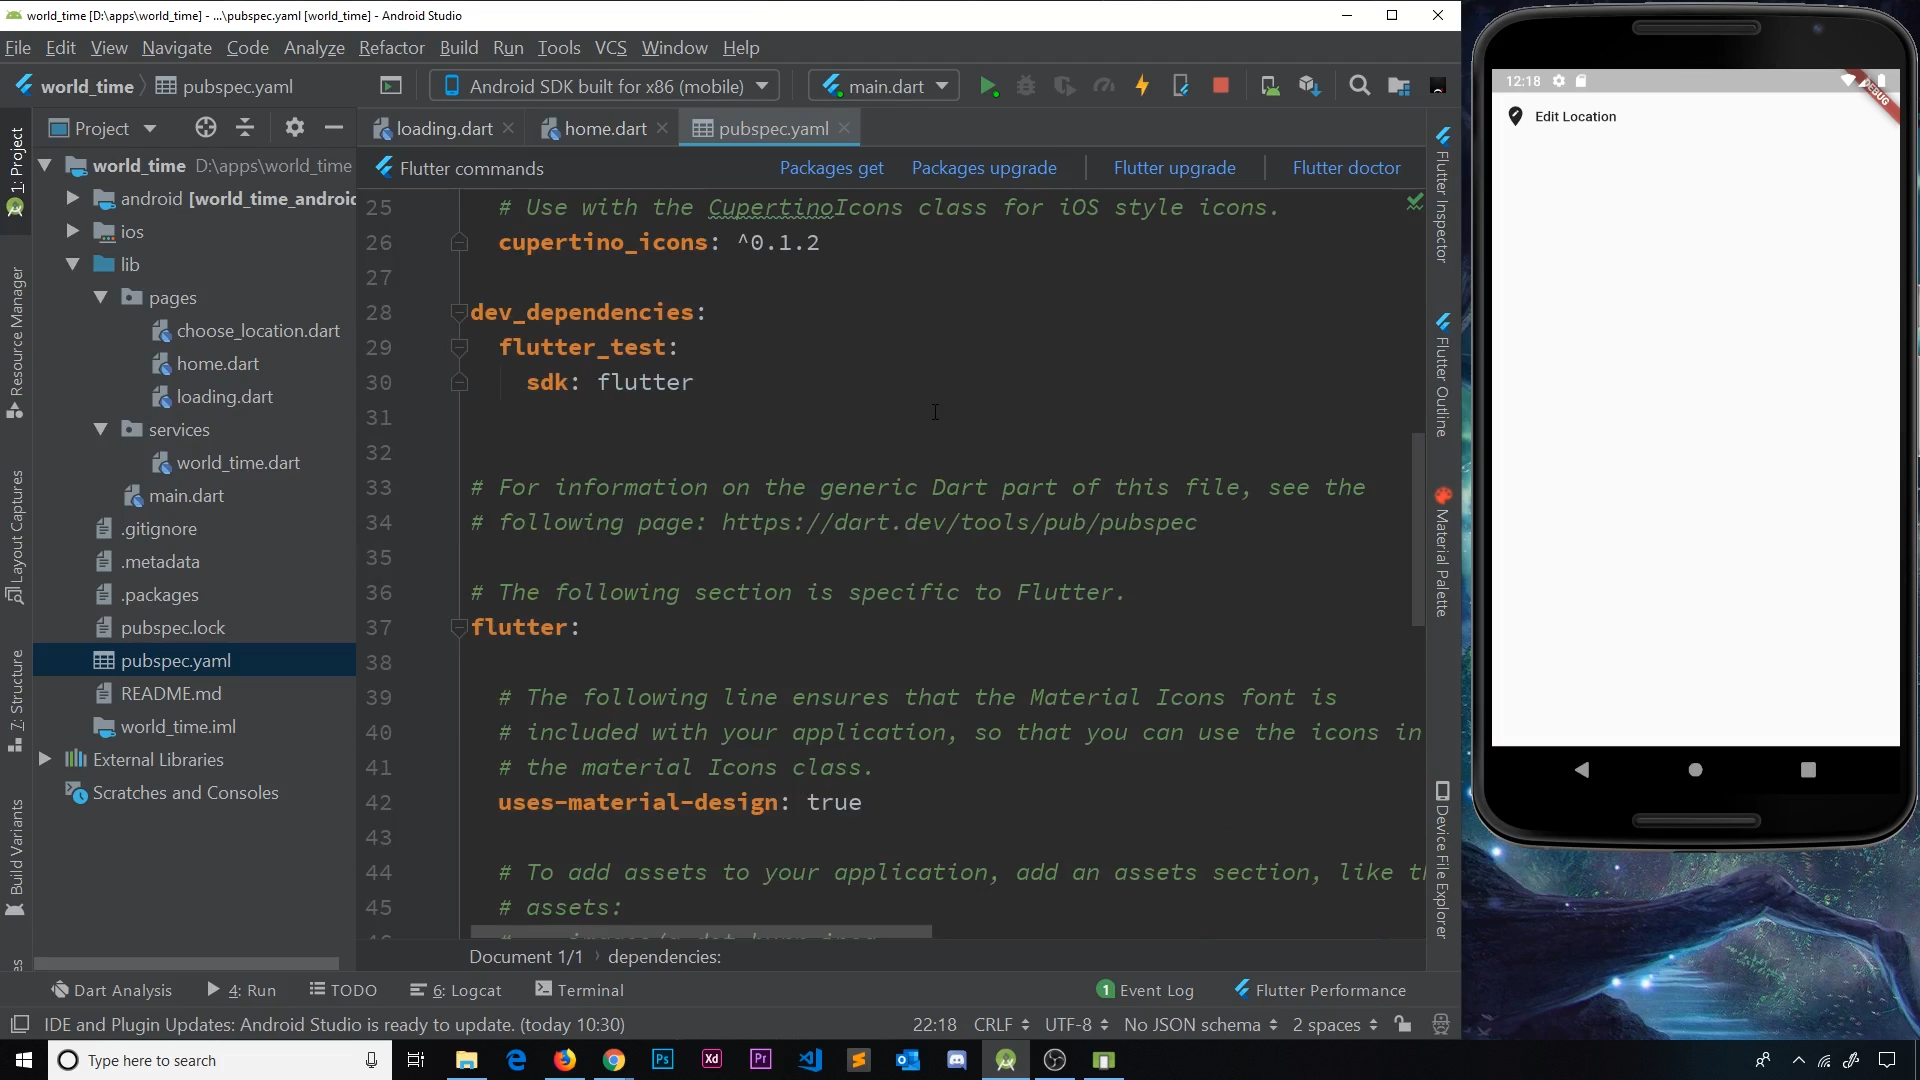 world_time [D:\apps\world_time] - ...\pubspec.yaml [world_time] - Android Studio
File Edit View Navigate Code Analyze Refactor Build Run Tools VCS Window Help
world_time pubspec.yaml Android SDK built for x86 (mobile) main.dart
Project loading.dart home.dart pubspec.yaml
Flutter commands Packages get Packages upgrade Flutter upgrade Flutter doctor
1: Project
Resource Manager
Layout Captures
Z: Structure
Build Variants
world_time D:\apps\world_time
android [world_time_androi
ios
lib
pages
choose_location.dart
home.dart
loading.dart
services
world_time.dart
main.dart
.gitignore
.metadata
.packages
pubspec.lock
pubspec.yaml
README.md
world_time.iml
External Libraries
Scratches and Consoles
25 # Use with the CupertinoIcons class for iOS style icons.
26 cupertino_icons: ^0.1.2
27
28 dev_dependencies:
29 flutter_test:
30 sdk: flutter
31
32
33 # For information on the generic Dart part of this file, see the
34 # following page: https://dart.dev/tools/pub/pubspec
35
36 # The following section is specific to Flutter.
37 flutter:
38
39 # The following line ensures that the Material Icons font is
40 # included with your application, so that you can use the icons in
41 # the material Icons class.
42 uses-material-design: true
43
44 # To add assets to your application, add an assets section, like t
45 # assets:
Document 1/1 dependencies:
Flutter Inspector
Flutter Outline
Material Palette
Device File Explorer
12:18
DEBUG
Edit Location
Dart Analysis 4: Run TODO 6: Logcat Terminal 1 Event Log Flutter Performance
IDE and Plugin Updates: Android Studio is ready to update. (today 10:30) 22:18 CRLF UTF-8 No JSON schema 2 spaces
Type here to search Ps Xd Pr